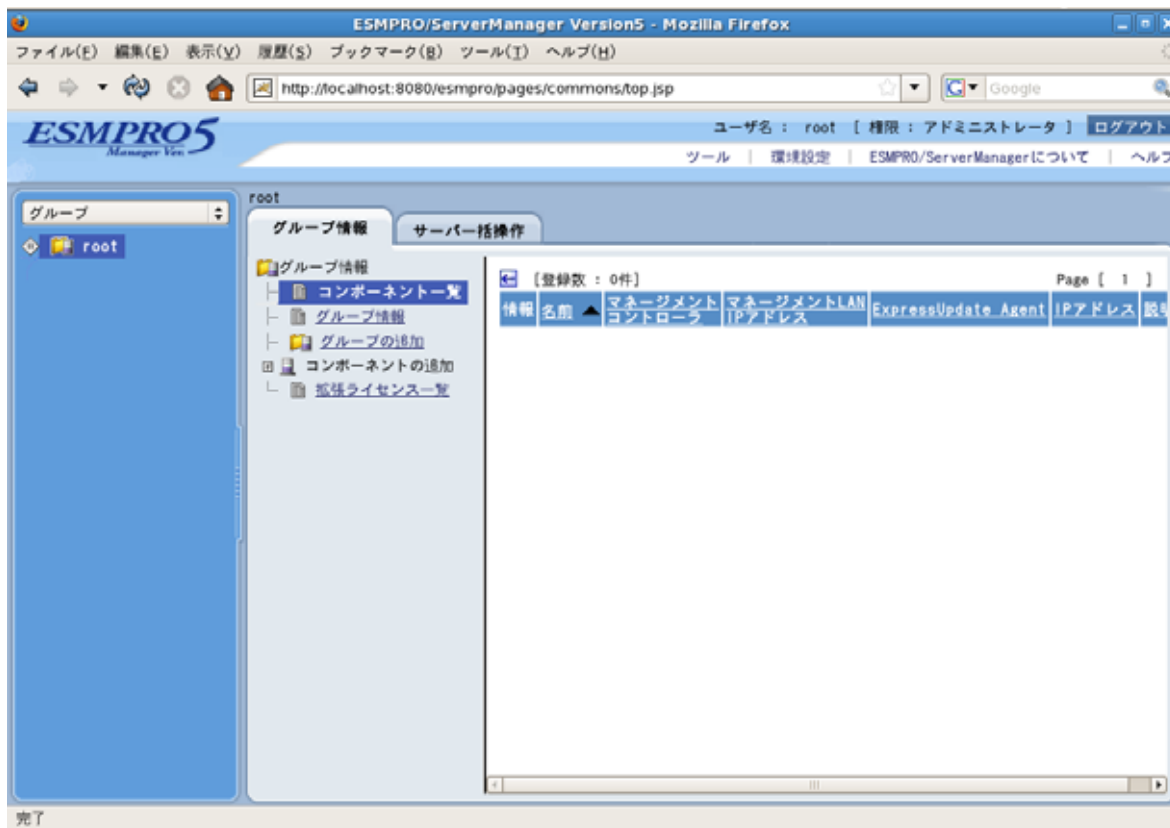 ESMPRO/ServerManager Version5 - Mozilla Firefox
ファイル(F) 編集(E) 表示(V) 履歴(S) ブックマーク(B) ツール(T) ヘルプ(H)
http://localhost:8080/esmpro/pages/commons/top.jsp
Google
ESMPRO5
Manager Ver.
ユーザ名 : root [ 権限 : アドミニストレータ ] ログアウト
ツール | 環境設定 | ESMPRO/ServerManagerについて | ヘルプ
グループ
root
root
グループ情報 サーバ一括操作
グループ情報
コンポーネント一覧
グループ情報
グループの追加
コンポーネントの追加
拡張ライセンス一覧
[登録数 : 0件] Page [ 1 ]
情報 名前 マネージメントコントローラ マネージメントLAN IPアドレス ExpressUpdate Agent IPアドレス
完了